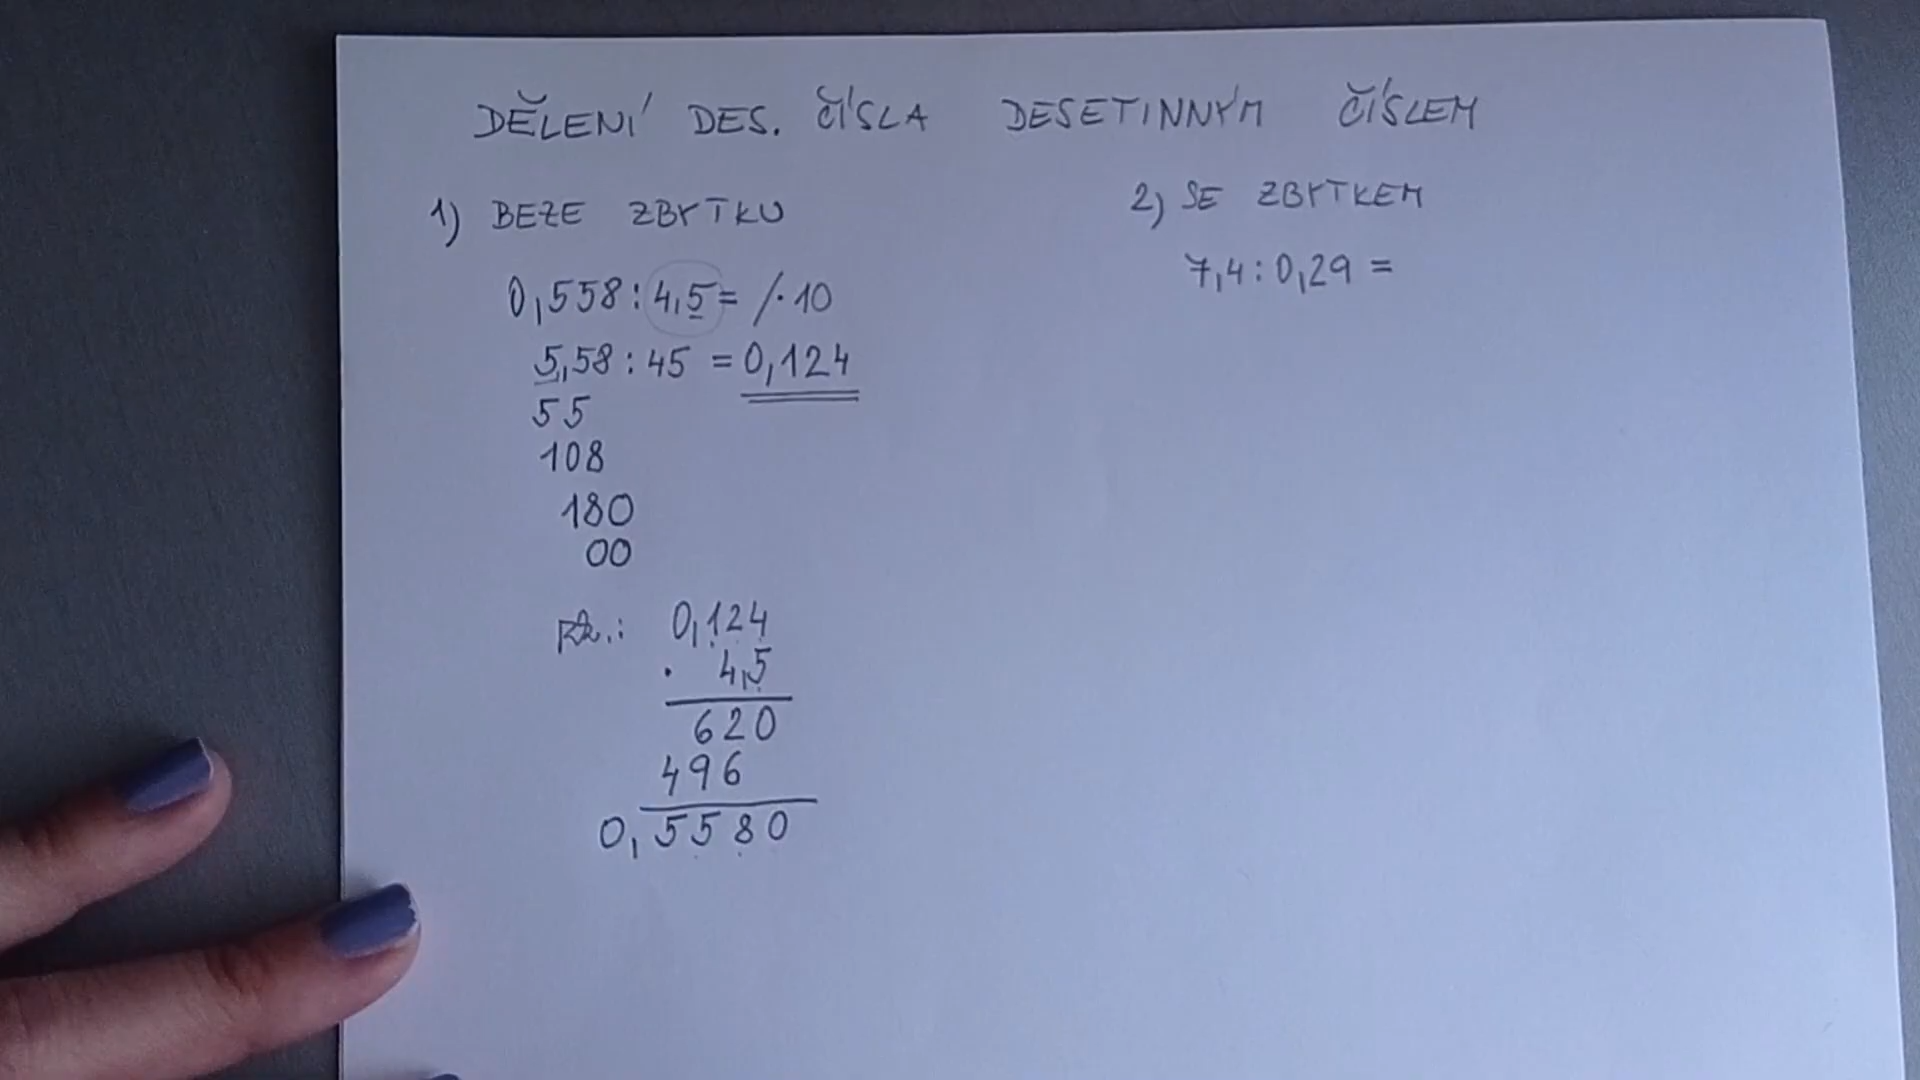 DĚLENÍ DES. ČÍSLA DESETINNÝM ČÍSLEM
1) BEZE ZBYTKU
0,558 : 4,5 = / · 10
5,58 : 45 = 0,124
55
108
180
00
zk.: 0,124
· 4,5
620
496
0,5580
2) SE ZBYTKEM
7,4 : 0,29 =